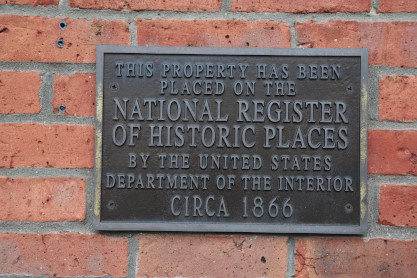 THIS PROPERTY HAS BEEN
PLACED ON THE
NATIONAL REGISTER
OF HISTORIC PLACES
BY THE UNITED STATES
DEPARTMENT OF THE INTERIOR
CIRCA 1866